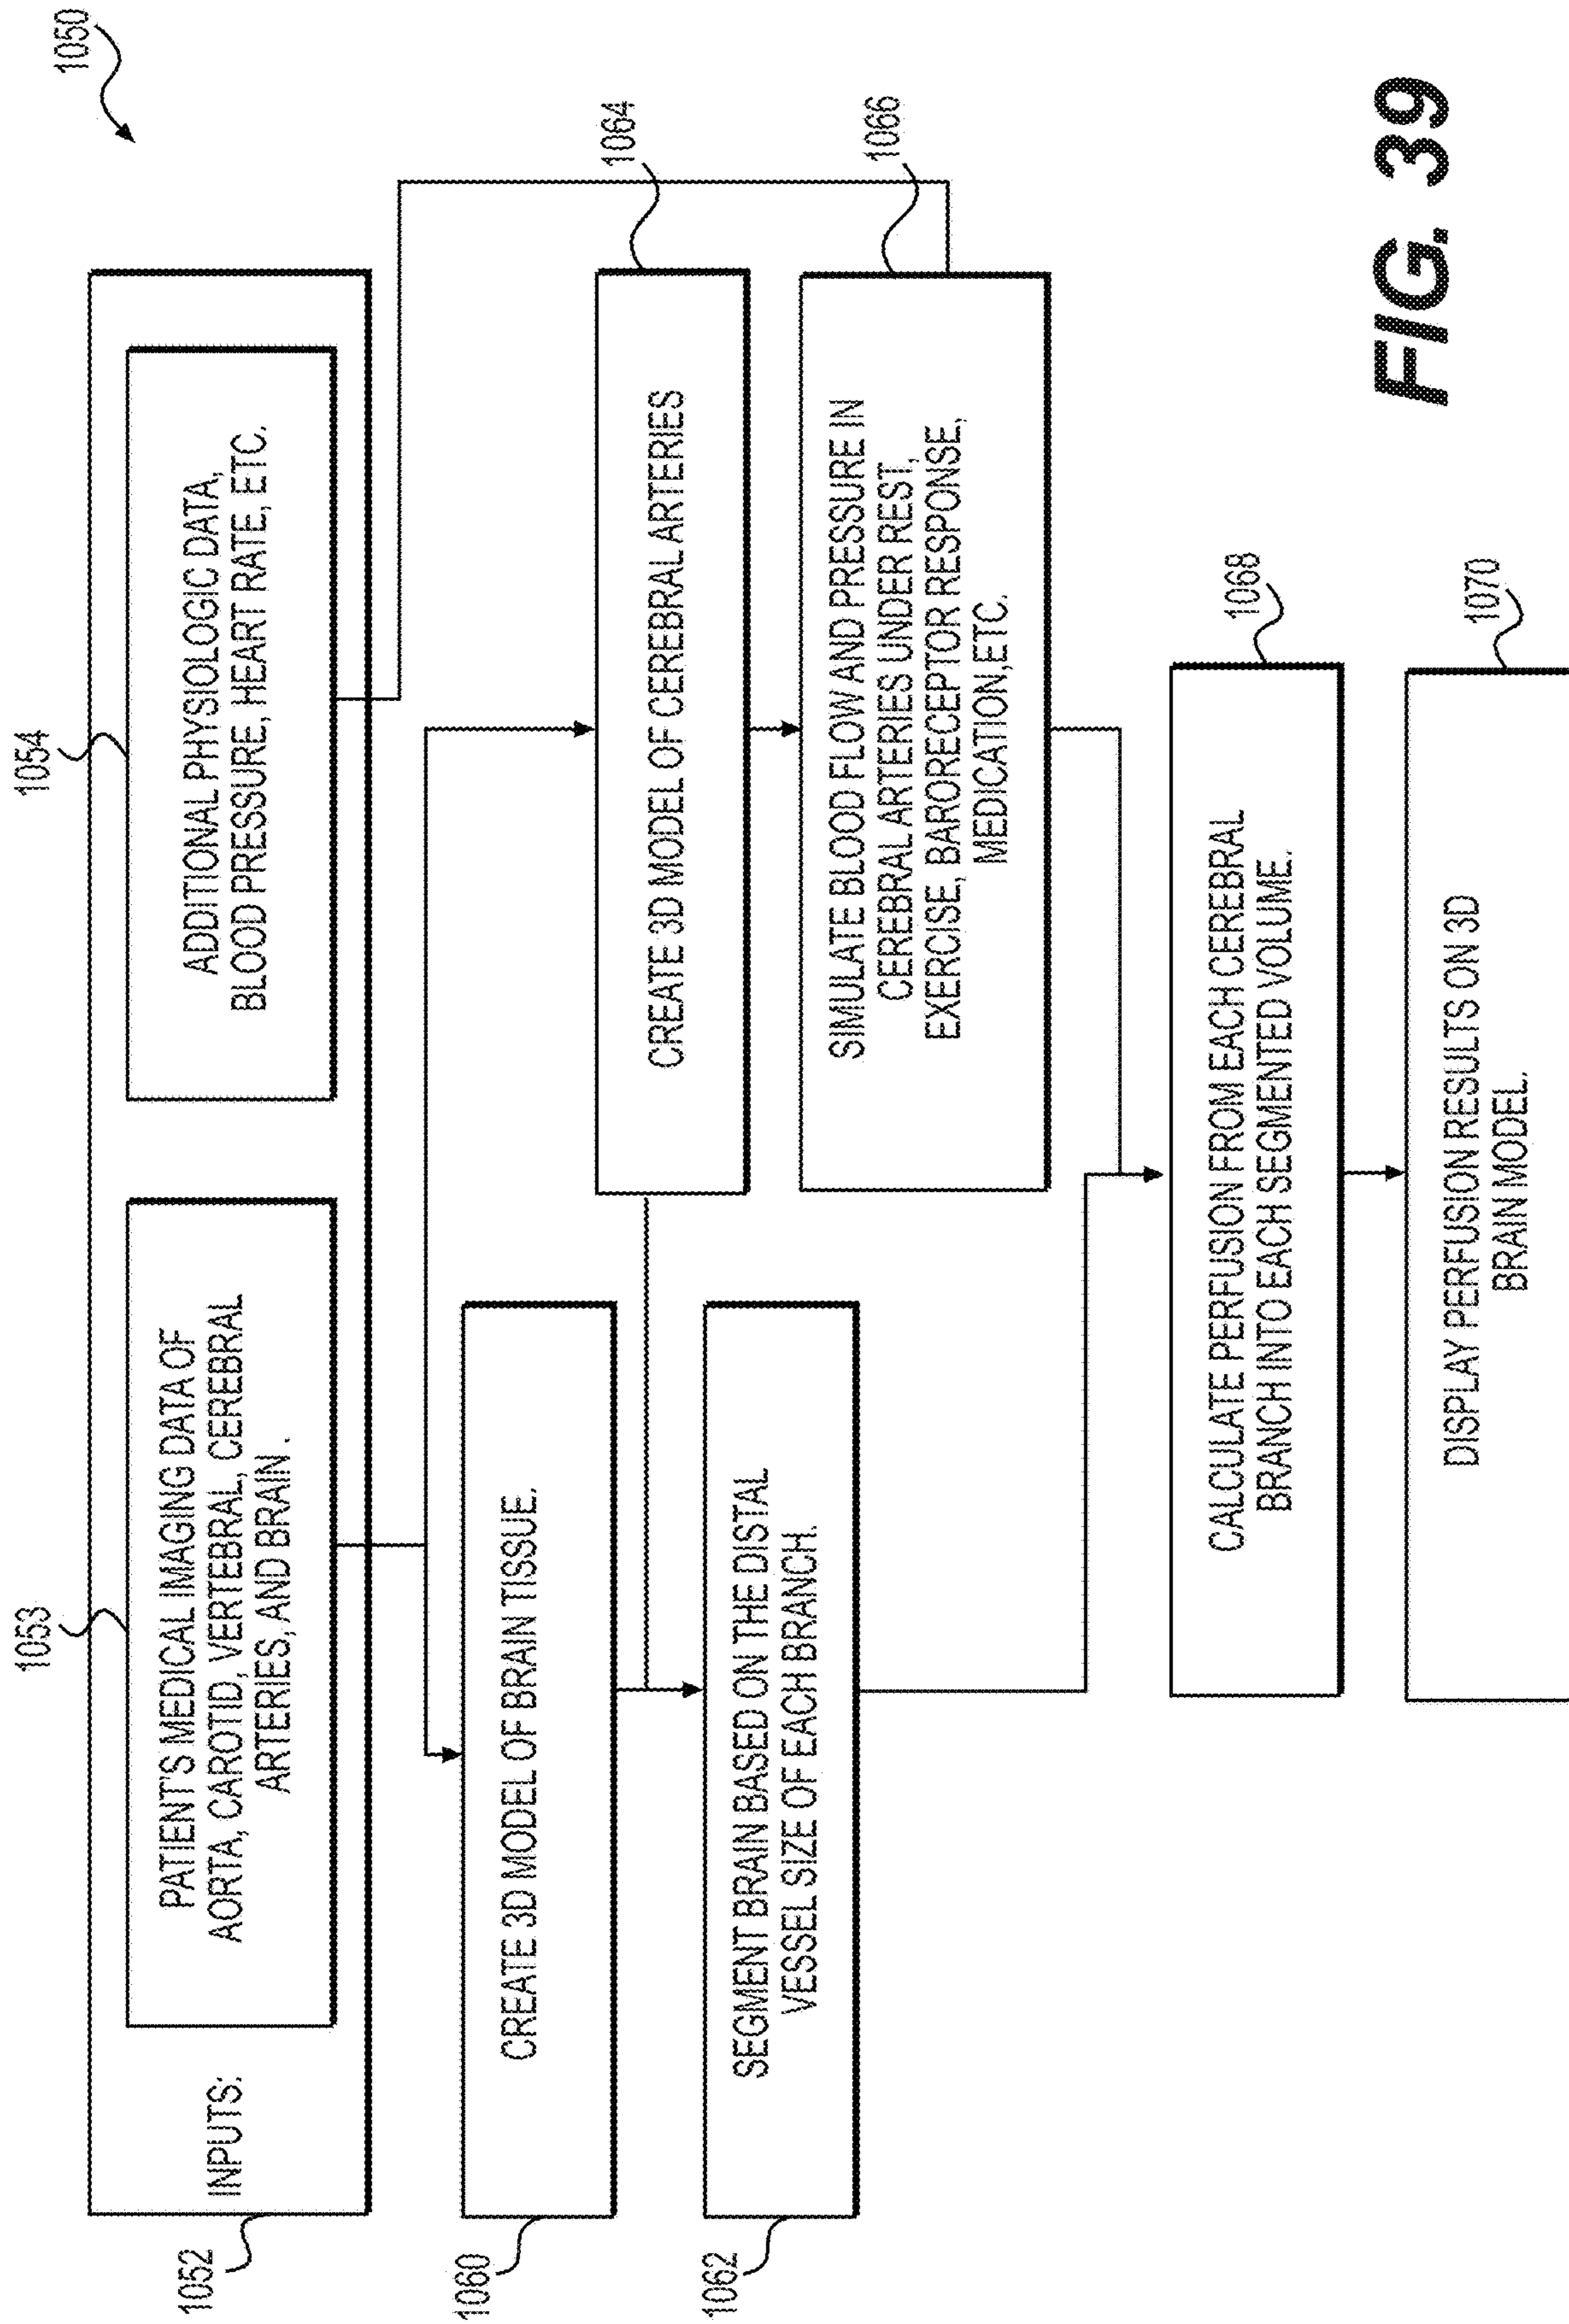 1050
1054
1053
1052
INPUTS:
PATIENT'S MEDICAL IMAGING DATA OF
AORTA, CAROTID, VERTEBRAL, CEREBRAL
ARTERIES, AND BRAIN .
ADDITIONAL PHYSIOLOGIC DATA,
BLOOD PRESSURE, HEART RATE, ETC.
1060
CREATE 3D MODEL OF BRAIN TISSUE.
1064
CREATE 3D MODEL OF CEREBRAL ARTERIES
1062
SEGMENT BRAIN BASED ON THE DISTAL
VESSEL SIZE OF EACH BRANCH.
1066
SIMULATE BLOOD FLOW AND PRESSURE IN
CEREBRAL ARTERIES UNDER REST,
EXERCISE, BARORECEPTOR RESPONSE,
MEDICATION,ETC.
1068
CALCULATE PERFUSION FROM EACH CEREBRAL
BRANCH INTO EACH SEGMENTED VOLUME.
1070
DISPLAY PERFUSION RESULTS ON 3D
BRAIN MODEL.
FIG. 39